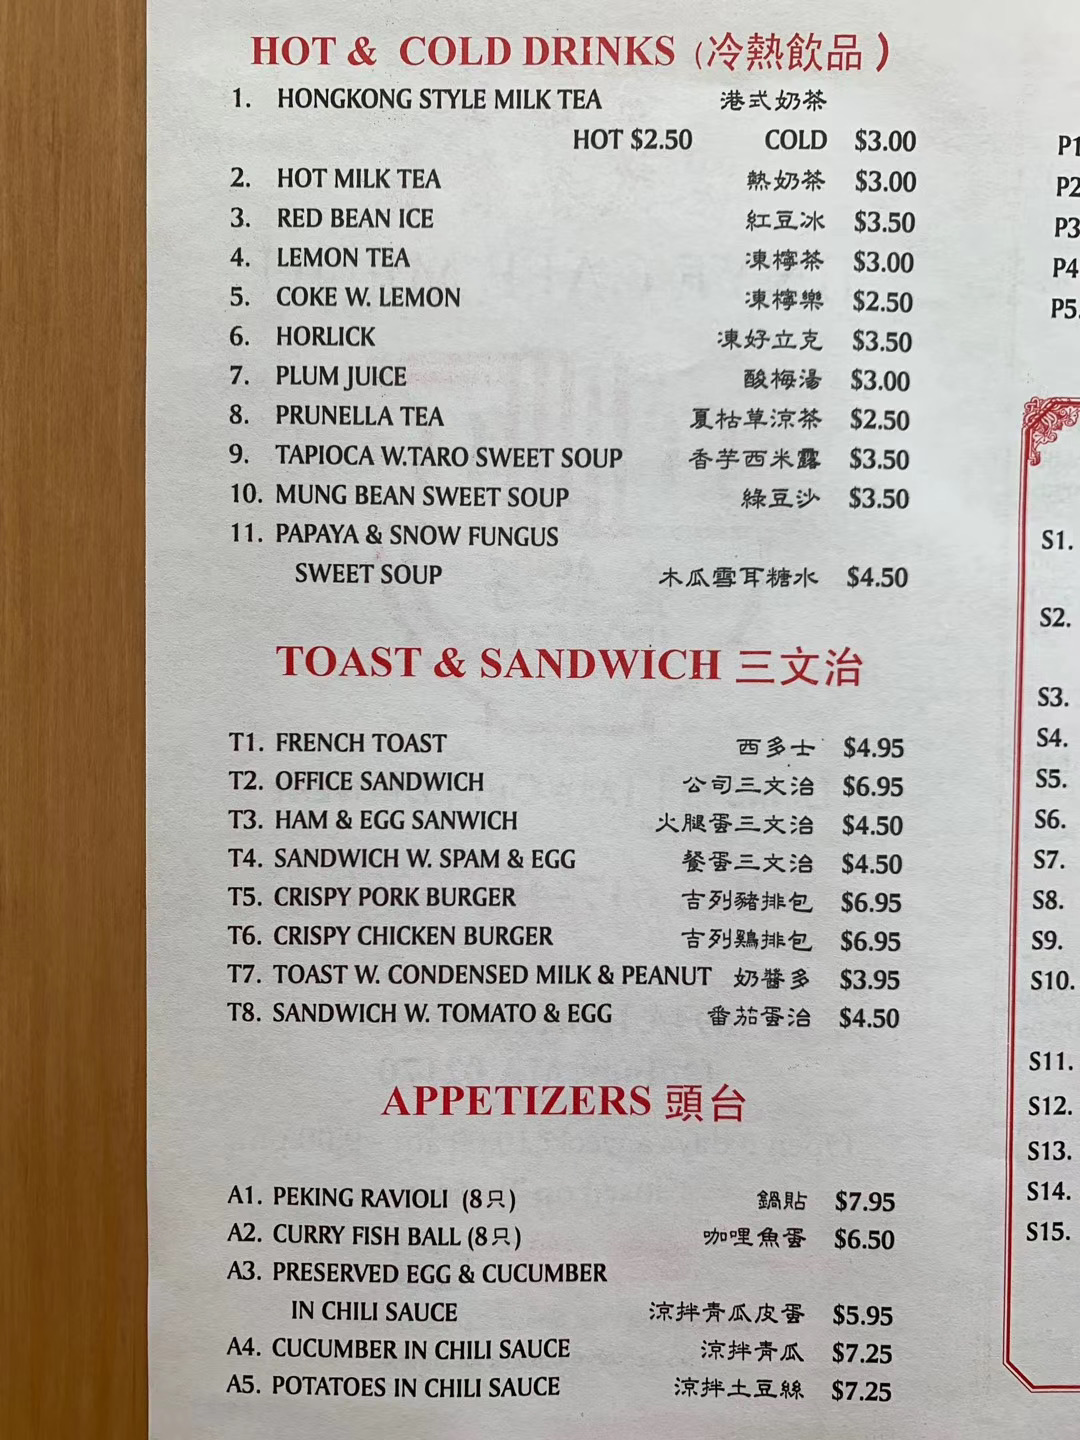 HOT & COLD DRINKS (冷熱飲品)
1. HONGKONG STYLE MILK TEA 港式奶茶
HOT $2.50 COLD $3.00
2. HOT MILK TEA 熱奶茶 $3.00
3. RED BEAN ICE 紅豆冰 $3.50
4. LEMON TEA 凍檸茶 $3.00
5. COKE W. LEMON 凍檸樂 $2.50
6. HORLICK 凍好立克 $3.50
7. PLUM JUICE 酸梅湯 $3.00
8. PRUNELLA TEA 夏枯草涼茶 $2.50
9. TAPIOCA W.TARO SWEET SOUP 香芋西米露 $3.50
10. MUNG BEAN SWEET SOUP 綠豆沙 $3.50
11. PAPAYA & SNOW FUNGUS
SWEET SOUP 木瓜雪耳糖水 $4.50
TOAST & SANDWICH 三文治
T1. FRENCH TOAST 西多士 $4.95
T2. OFFICE SANDWICH 公司三文治 $6.95
T3. HAM & EGG SANWICH 火腿蛋三文治 $4.50
T4. SANDWICH W. SPAM & EGG 餐蛋三文治 $4.50
T5. CRISPY PORK BURGER 吉列豬排包 $6.95
T6. CRISPY CHICKEN BURGER 吉列鷄排包 $6.95
T7. TOAST W. CONDENSED MILK & PEANUT 奶醬多 $3.95
T8. SANDWICH W. TOMATO & EGG 番茄蛋治 $4.50
APPETIZERS 頭台
A1. PEKING RAVIOLI (8只) 鍋貼 $7.95
A2. CURRY FISH BALL (8只) 咖哩魚蛋 $6.50
A3. PRESERVED EGG & CUCUMBER
IN CHILI SAUCE 涼拌青瓜皮蛋 $5.95
A4. CUCUMBER IN CHILI SAUCE 涼拌青瓜 $7.25
A5. POTATOES IN CHILI SAUCE 涼拌土豆絲 $7.25
P1
P2
P3
P4
P5.
S1.
S2.
S3.
S4.
S5.
S6.
S7.
S8.
S9.
S10.
S11.
S12.
S13.
S14.
S15.